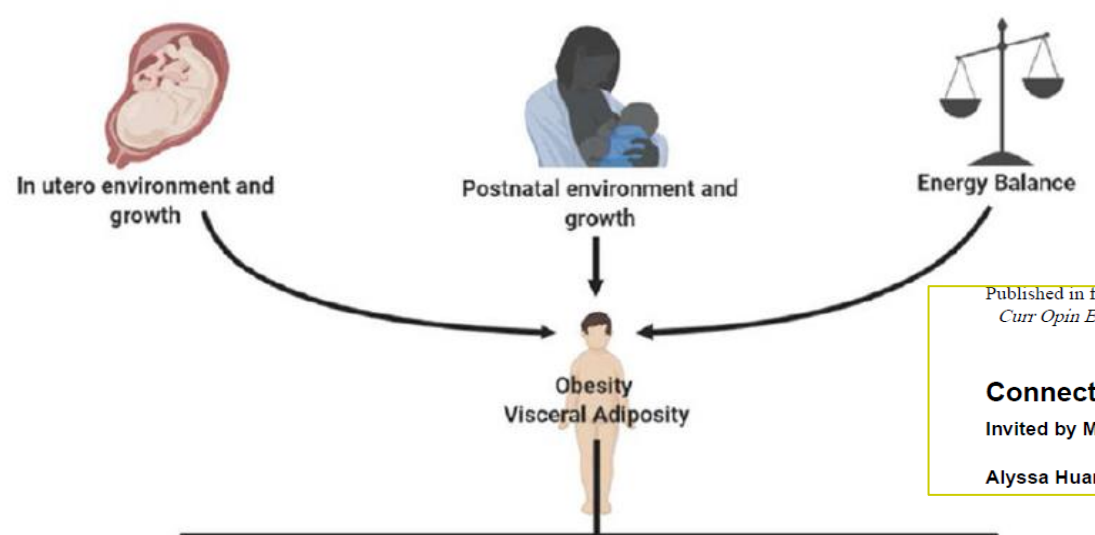 In utero environment and
growth
Postnatal environment and
growth
Energy Balance
Obesity
Visceral Adiposity
Published in f
Curr Opin E
Connect
Invited by M
Alyssa Huar